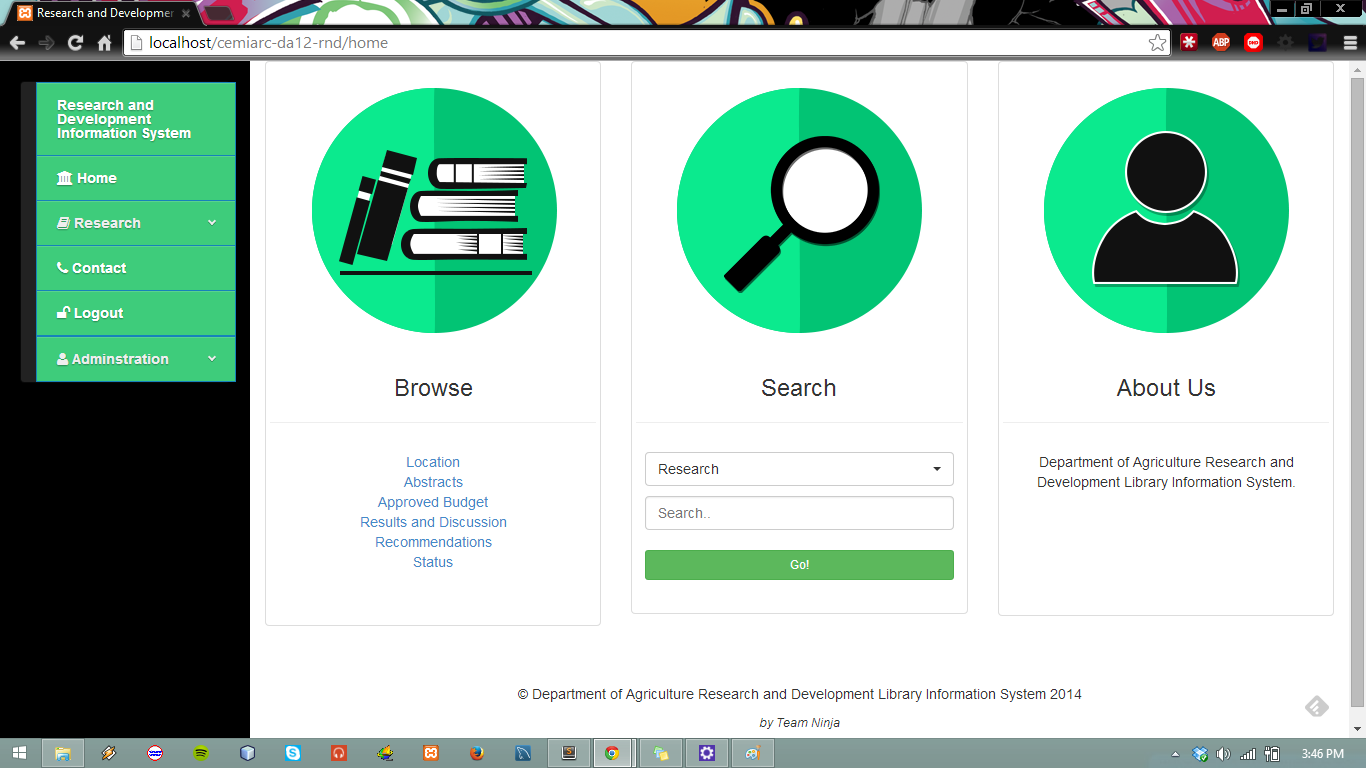 Research and Development
localhost/cemiarc-da12-rnd/home
ABP
Research and
Development
Information System
Home
Research
Contact
Logout
Adminstration
Browse
Location
Abstracts
Approved Budget
Results and Discussion
Recommendations
Status
Search
Research
Search..
Go!
About Us
Department of Agriculture Research and
Development Library Information System.
© Department of Agriculture Research and Development Library Information System 2014
by Team Ninja
3:46 PM